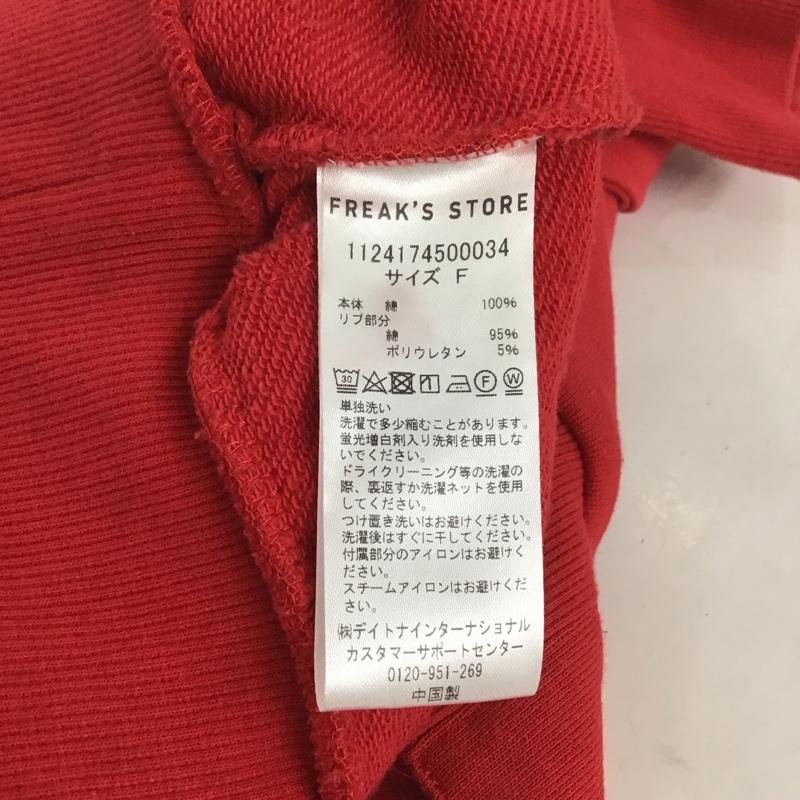 FREAK'S STORE
1124174500034
サイズ F
本体 綿 100%
リブ部分
綿 95%
ポリウレタン 5%
30 F W
単独洗い
洗濯で多少縮むことがあります。
蛍光増白剤入り洗剤を使用しな
いでください。
ドライクリーニング等の洗濯の
際、裏返すか洗濯ネットを使用
してください。
つけ置き洗いはお避けください。
洗濯後はすぐに干してください。
付属部分のアイロンはお避けく
ださい。
スチームアイロンはお避けくだ
さい。
㈱デイトナインターナショナル
カスタマーサポートセンター
0120-951-269
中国製